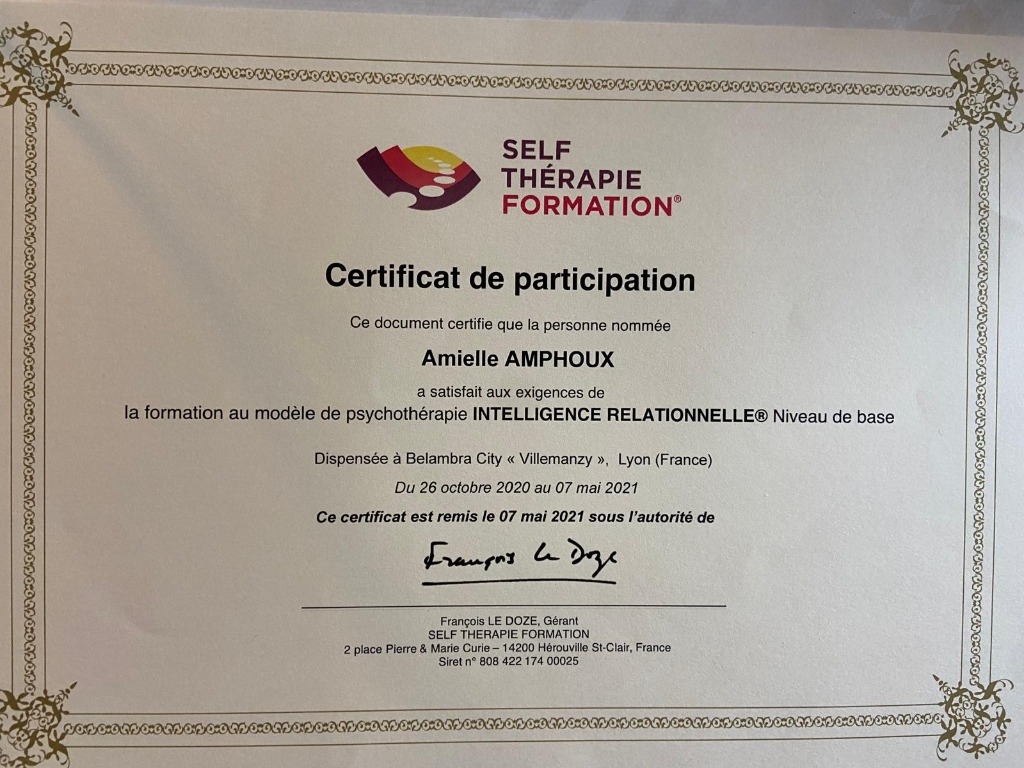 SELF
THÉRAPIE
FORMATION®
Certificat de participation
Ce document certifie que la personne nommée
Amielle AMPHOUX
a satisfait aux exigences de
la formation au modèle de psychothérapie INTELLIGENCE RELATIONNELLE® Niveau de base
Dispensée à Belambra City « Villemanzy », Lyon (France)
Du 26 octobre 2020 au 07 mai 2021
Ce certificat est remis le 07 mai 2021 sous l'autorité de
François Le Doze
François LE DOZE, Gérant
SELF THERAPIE FORMATION
2 place Pierre & Marie Curie – 14200 Hérouville St-Clair, France
Siret n° 808 422 174 00025